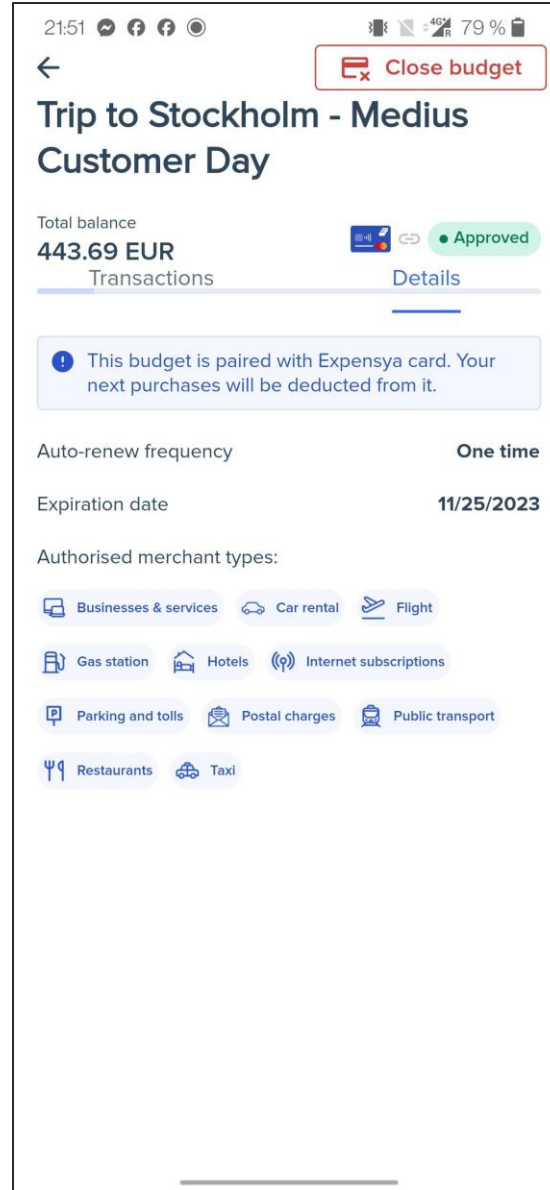 21:51 4G+ R 79 %
Close budget
Trip to Stockholm - Medius
Customer Day
Total balance
443.69 EUR
Approved
Transactions Details
This budget is paired with Expensya card. Your
next purchases will be deducted from it.
Auto-renew frequency One time
Expiration date 11/25/2023
Authorised merchant types:
Businesses & services Car rental Flight
Gas station Hotels Internet subscriptions
P Parking and tolls Postal charges Public transport
Restaurants Taxi